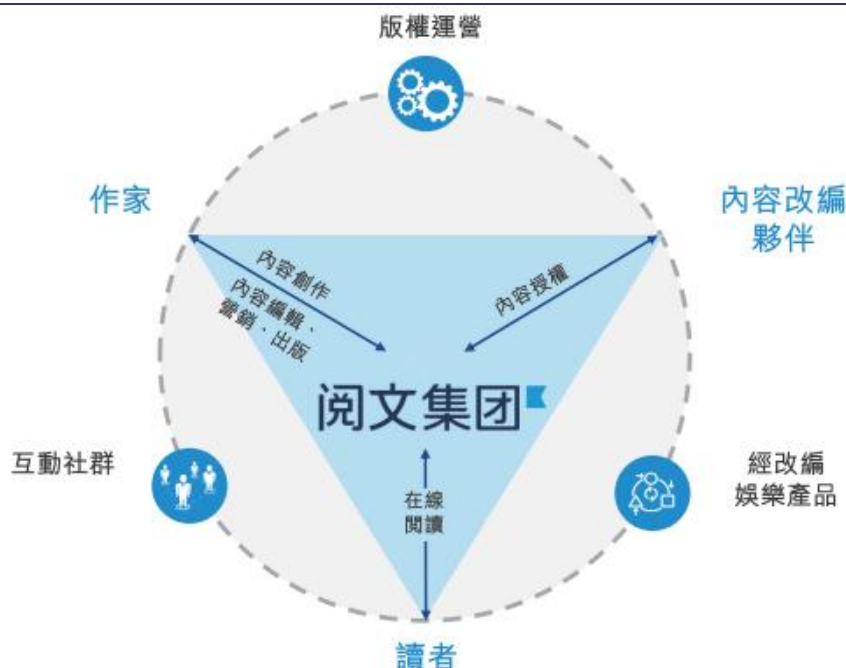 版權運營
作家
內容改編
夥伴
內容創作
內容編輯、
營銷、出版
內容授權
阅文集团
互動社群
經改編
娛樂產品
在線
閱讀
讀者